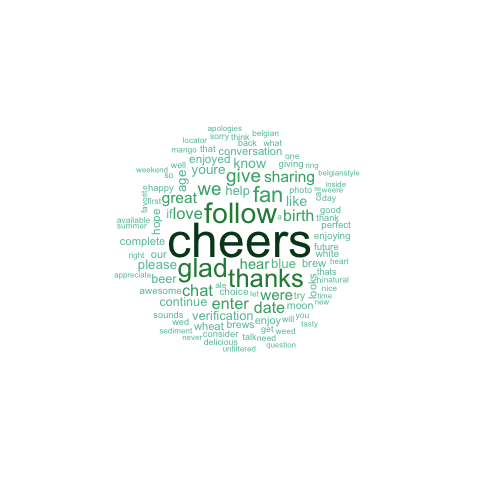 apologies
sorry think belgian
locator back what
mango that conversation one
weekend well enjoyed know giving ring
so age youre give sharing belgianstyle
happy great we help fan photo all inside
favorite first hope if love follow like weere
available birth good day
summer cheers thank perfect
complete our glad thanks hear blue brew enjoying future white
right beer thats heart
appreciate awesome chat ale choice were try looks hi natural
continue enter let date moon nice time
sounds verification new
wed wheat brews enjoy will you
sediment consider get weed tasty
never delicious talk need
unfiltered question
a